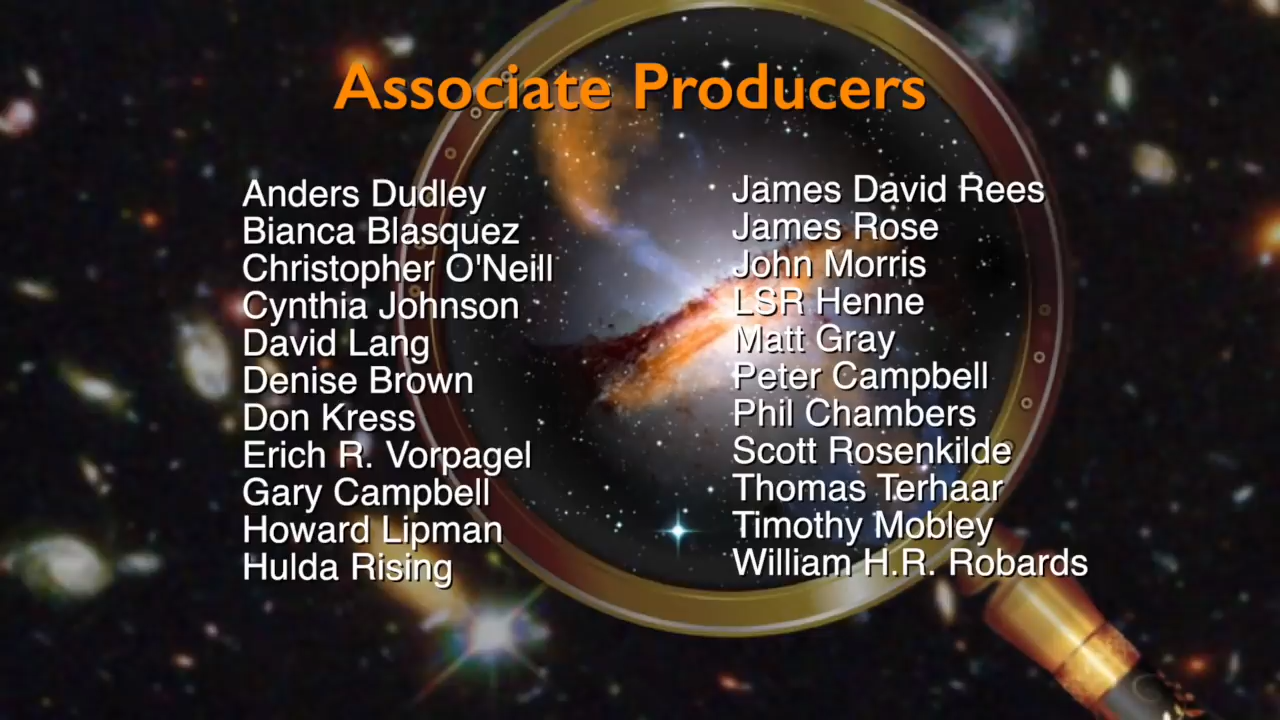 Associate Producers
Anders Dudley
Bianca Blasquez
Christopher O'Neill
Cynthia Johnson
David Lang
Denise Brown
Don Kress
Erich R. Vorpagel
Gary Campbell
Howard Lipman
Hulda Rising
James David Rees
James Rose
John Morris
LSR Henne
Matt Gray
Peter Campbell
Phil Chambers
Scott Rosenkilde
Thomas Terhaar
Timothy Mobley
William H.R. Robards